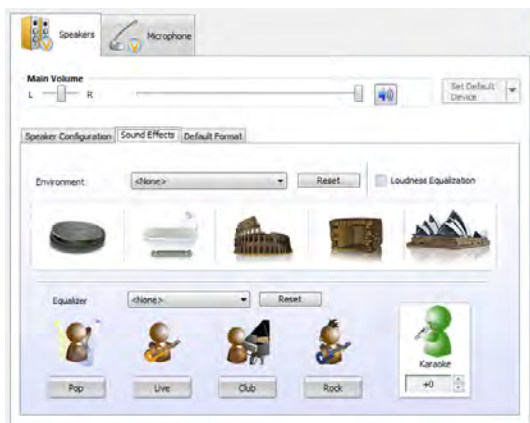 Speakers
Microphone
Main Volume
L R
Set Default
Device
Speaker Configuration Sound Effects Default Format
Environment <None> Reset Loudness Equalization
Equalizer <None> Reset
Karaoke
Pop Live Club Rock +0